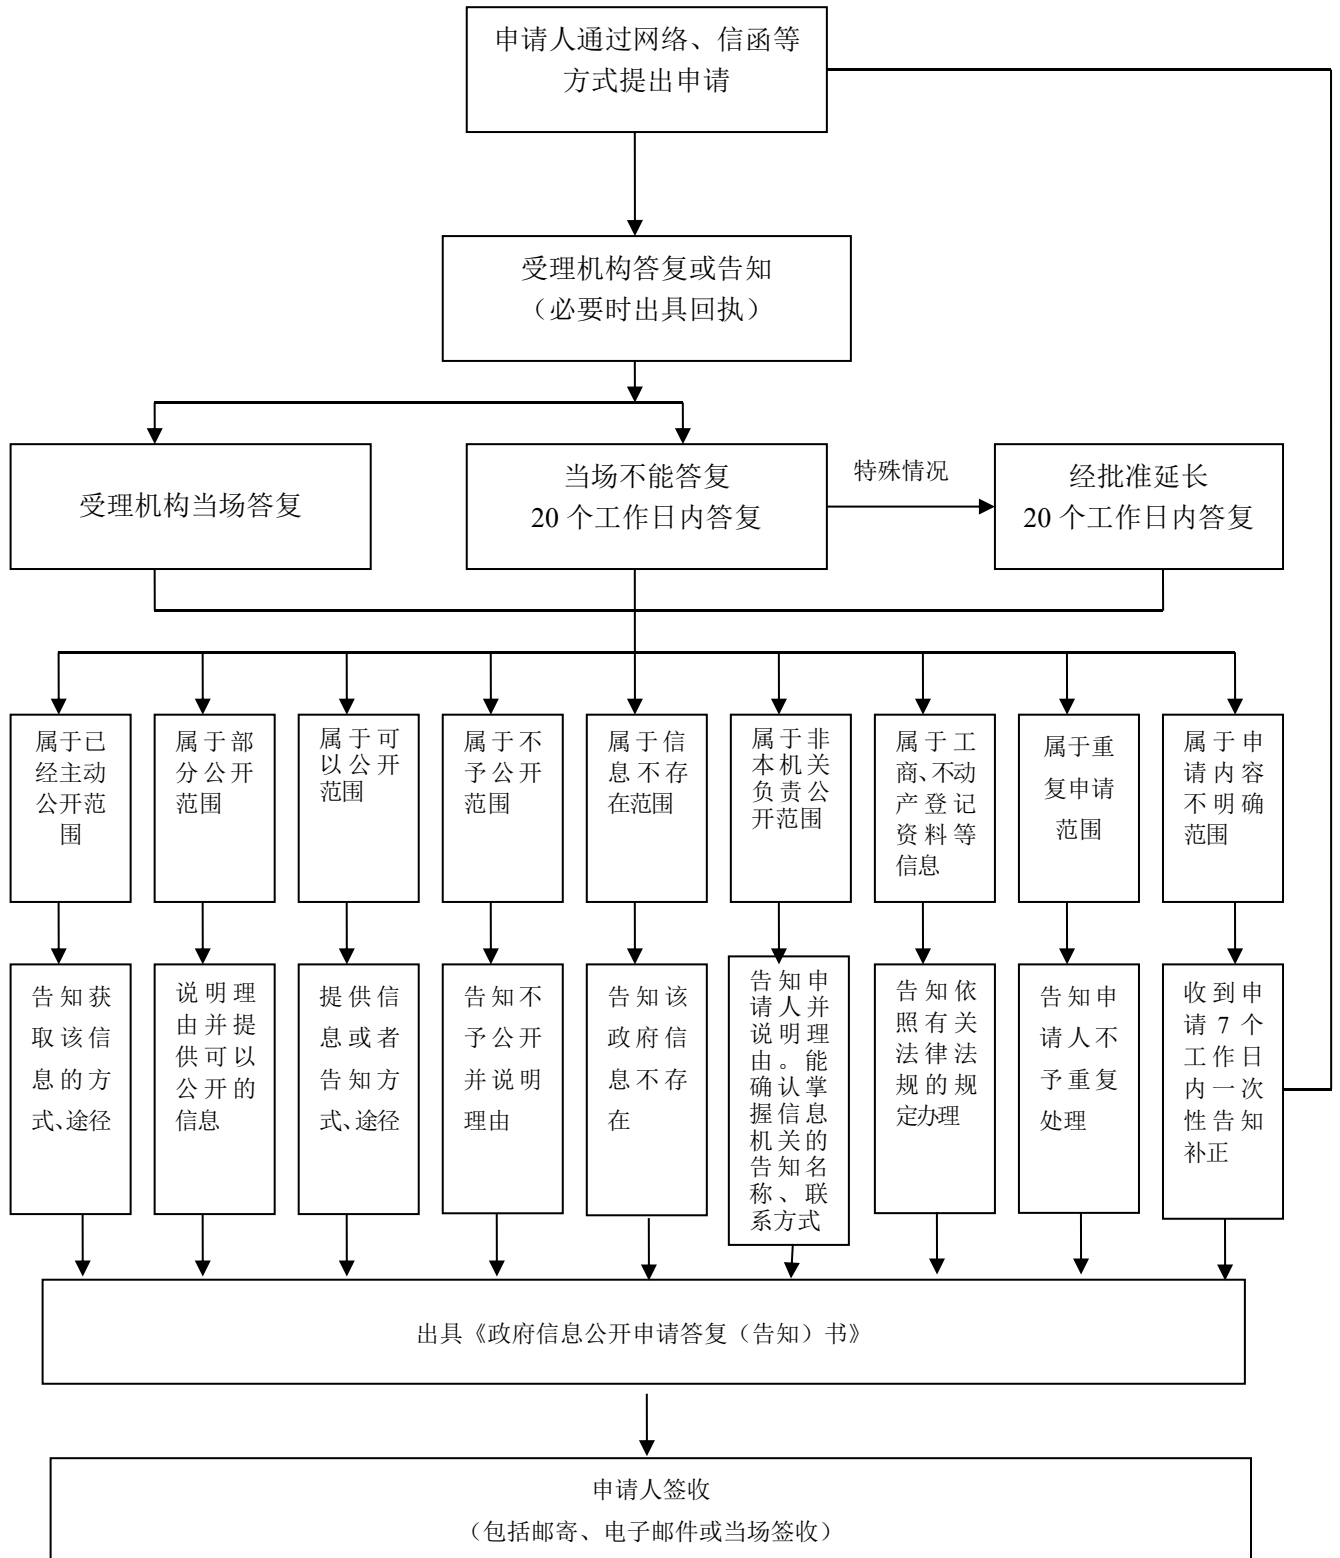 申请人通过网络、信函等
方式提出申请
受理机构答复或告知
（必要时出具回执）
受理机构当场答复
当场不能答复
20 个工作日内答复
特殊情况
经批准延长
20 个工作日内答复
属于已
经主动
公开范
围
属于部
分公开
范围
属于可
以公开
范围
属于不
予公开
范围
属于信
息不存
在范围
属于非
本机关
负责公
开范围
属于工
商、不动
产登记
资料等
信息
属于重
复申请
范围
属于申
请内容
不明确
范围
告知获
取该信
息的方
式、途径
说明理
由并提
供可以
公开的
信息
提供信
息或者
告知方
式、途径
告知不
予公开
并说明
理由
告知该
政府信
息不存
在
告知申
请人并
说明理
由。能
确认掌
握信息
机关的
告知名
称、联
系方式
告知依
照有关
法律法
规的规
定办理
告知申
请人不
予重复
处理
收到申
请 7 个
工作日
内一次
性告知
补正
出具《政府信息公开申请答复（告知）书》
申请人签收
（包括邮寄、电子邮件或当场签收）